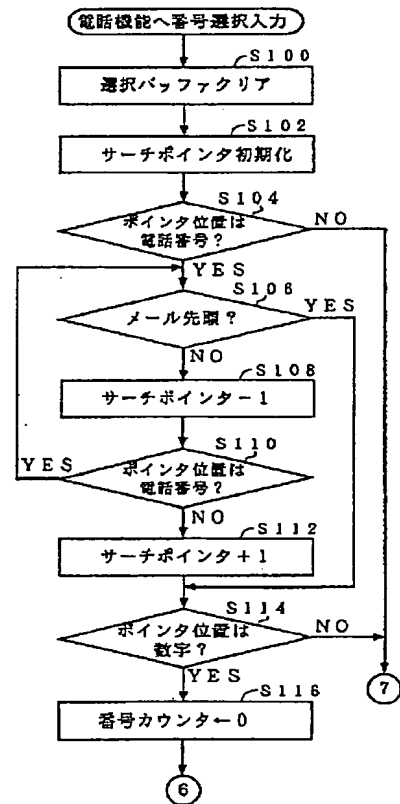 電話機能へ番号選択入力
S100
選択バッファクリア
S102
サーチポインタ初期化
S104
ポインタ位置は
電話番号?
NO
YES
S106
メール先頭?
YES
NO
S108
サーチポインタ-1
S110
YES
ポインタ位置は
電話番号?
NO
S112
サーチポインタ+1
S114
ポインタ位置は
数字?
NO
YES
S116
番号カウンタ←0
7
6